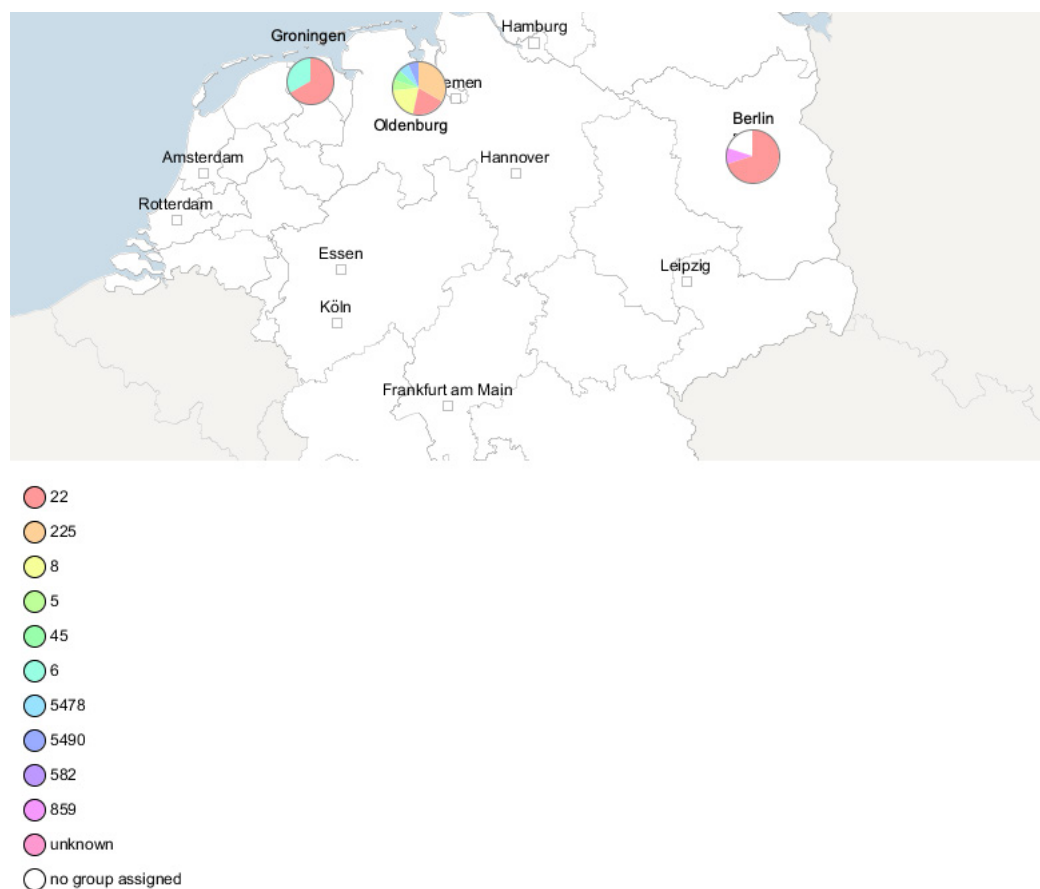 Hamburg
Groningen
emen
Oldenburg
Berlin
Amsterdam
Hannover
Rotterdam
Essen
Leipzig
Köln
Frankfurt am Main
22
225
8
5
45
6
5478
5490
582
859
unknown
no group assigned